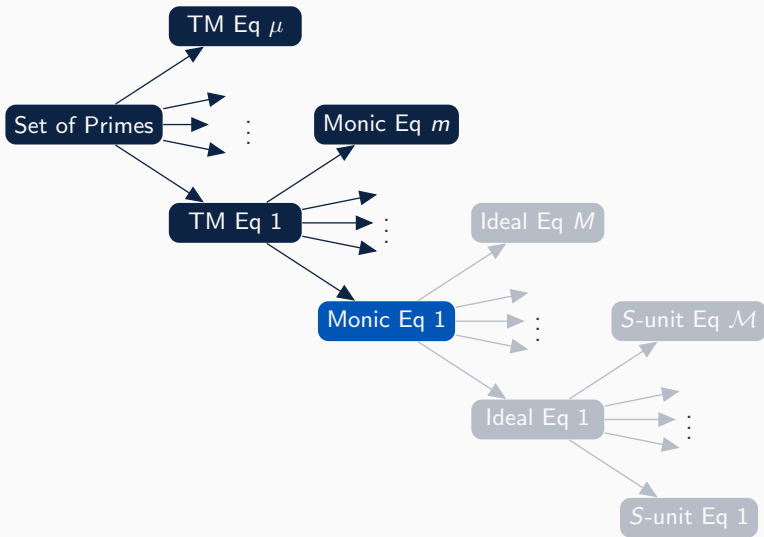 TM Eq μ
Set of Primes
⋮
Monic Eq m
TM Eq 1
⋮
Ideal Eq M
Monic Eq 1
⋮
S-unit Eq ℳ
Ideal Eq 1
⋮
S-unit Eq 1